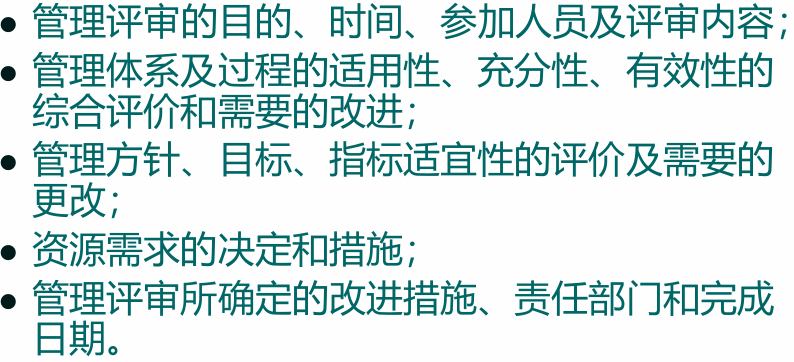 ● 管理评审的目的、时间、参加人员及评审内容；
● 管理体系及过程的适用性、充分性、有效性的
综合评价和需要的改进；
● 管理方针、目标、指标适宜性的评价及需要的
更改；
● 资源需求的决定和措施；
● 管理评审所确定的改进措施、责任部门和完成
日期。